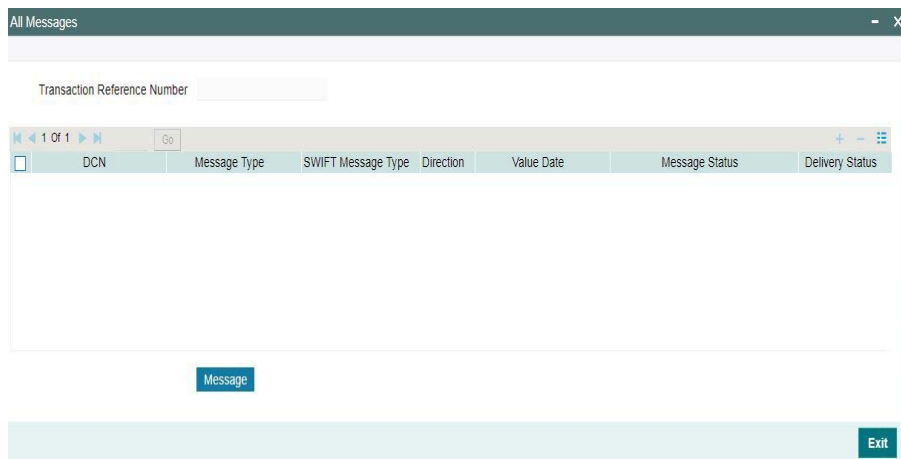 All Messages
Transaction Reference Number
1 Of 1 Go
DCN Message Type SWIFT Message Type Direction Value Date Message Status Delivery Status
Message
Exit